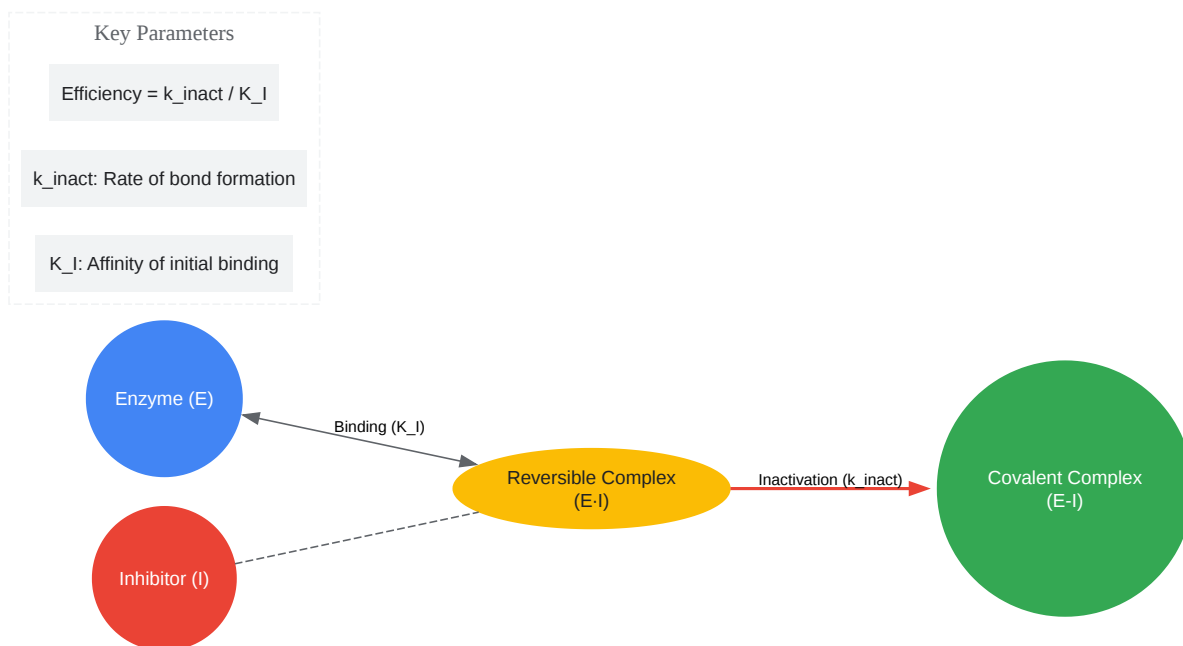 Key Parameters
Efficiency = k_inact / K_I
k_inact: Rate of bond formation
K_I: Affinity of initial binding
Enzyme (E)
Binding (K_I)
Reversible Complex
(E·I)
Inactivation (k_inact)
Covalent Complex
(E-I)
Inhibitor (I)